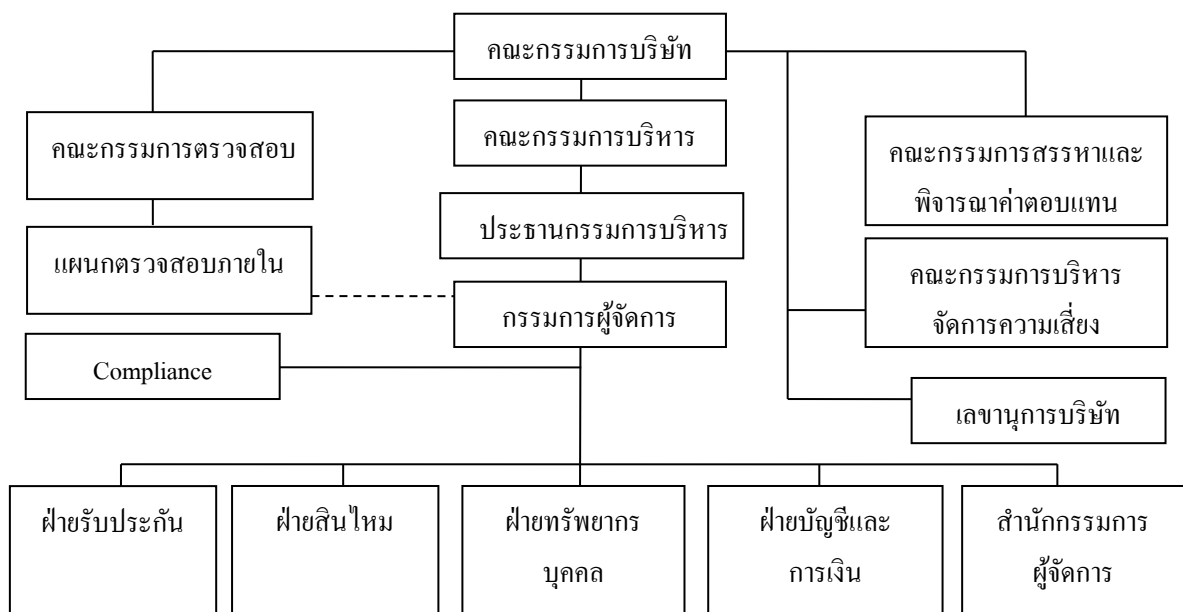 คณะกรรมการบริษัท
คณะกรรมการตรวจสอบ
คณะกรรมการบริหาร
คณะกรรมการสรรหาและ
พิจารณาค่าตอบแทน
ประธานกรรมการบริหาร
แผนกตรวจสอบภายใน
คณะกรรมการบริหาร
จัดการความเสี่ยง
กรรมการผู้จัดการ
Compliance
เลขานุการบริษัท
ฝ่ายรับประกัน
ฝ่ายสินไหม
ฝ่ายทรัพยากร
บุคคล
ฝ่ายบัญชีและ
การเงิน
สำนักกรรมการ
ผู้จัดการ